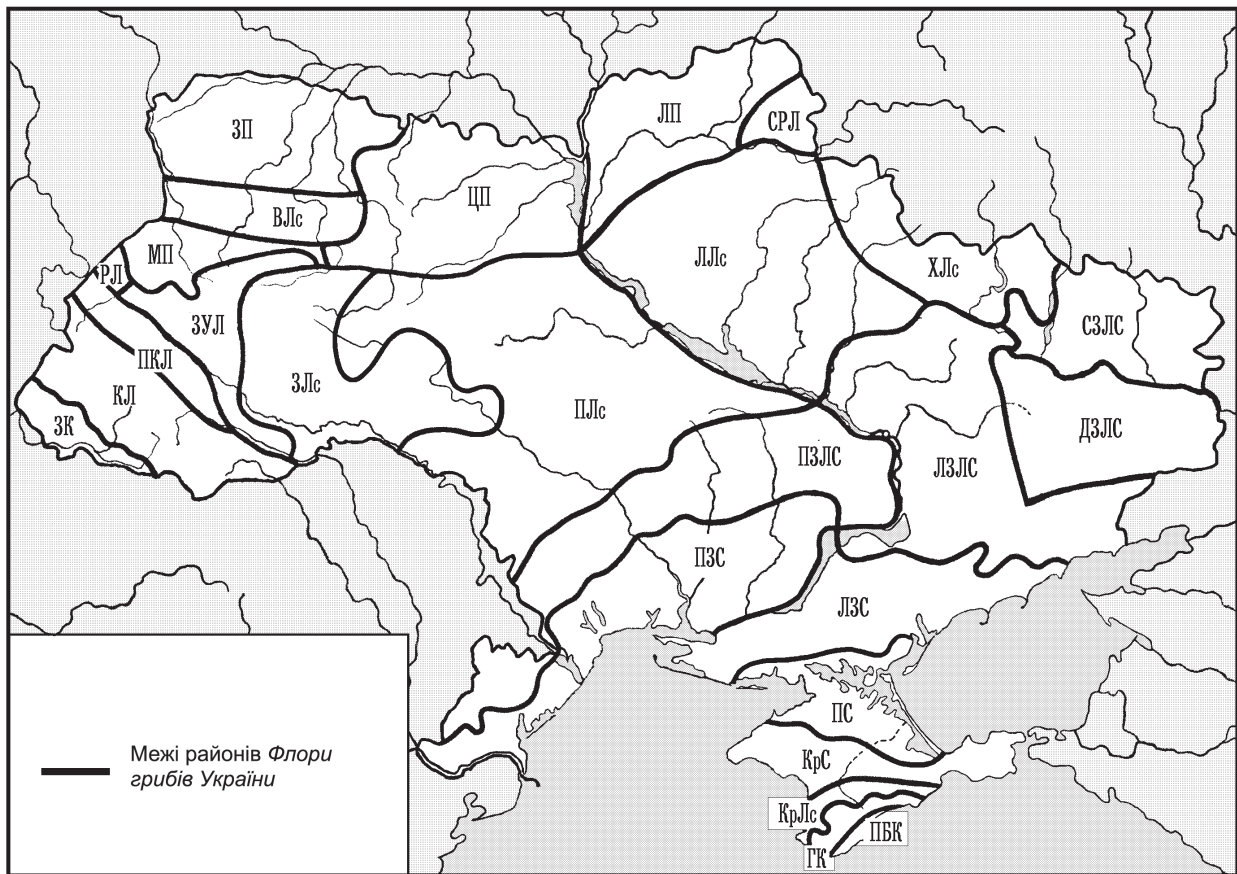 ЗП
ЛП
СРЛ
ЦП
ВЛс
МП
РЛ
ЛЛс
ХЛс
ЗУЛ
СЗЛС
ПКЛ
КЛ
ЗЛс
ЗК
ПЛс
ДЗЛС
ПЗЛС
ЛЗЛС
ПЗС
ЛЗС
ПС
КрС
КрЛс
ПБК
ГК
Межі районів Флори
грибів України